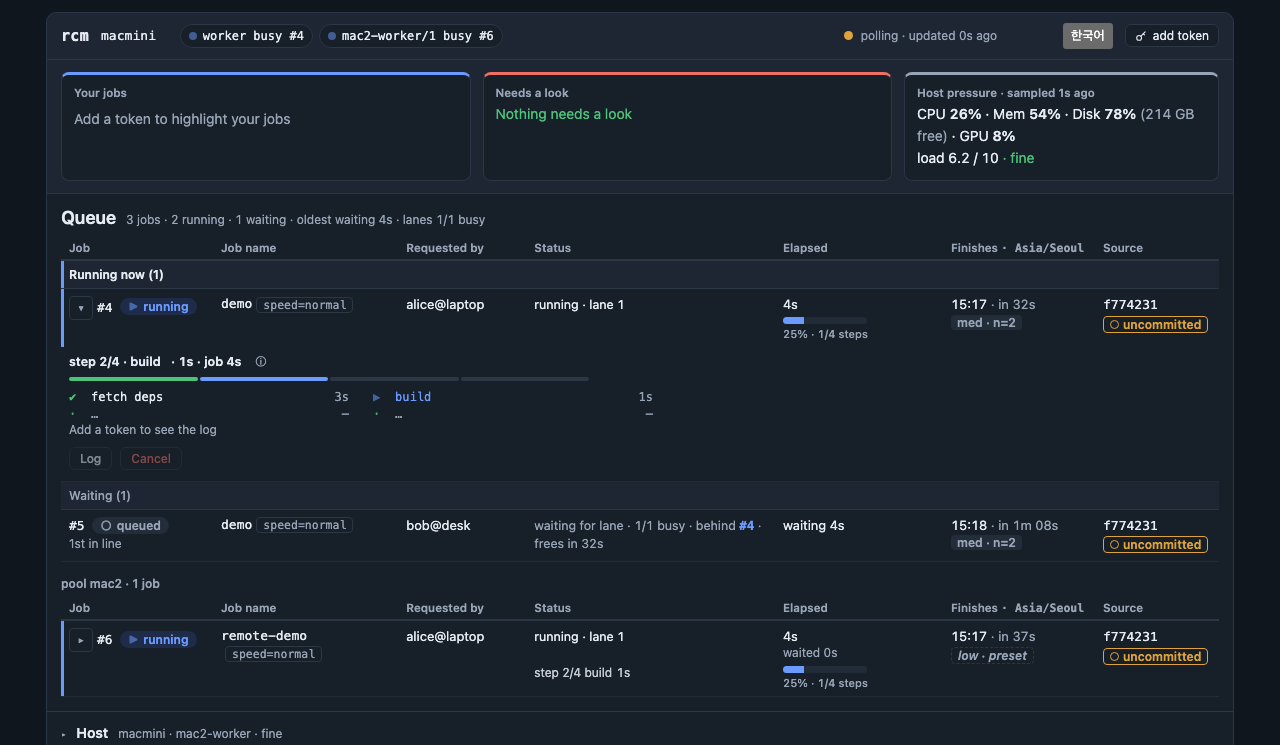 rcm macmini worker busy #4 mac2-worker/1 busy #6 polling · updated 0s ago 한국어 add token
Your jobs
Add a token to highlight your jobs
Needs a look
Nothing needs a look
Host pressure · sampled 1s ago
CPU 26% · Mem 54% · Disk 78% (214 GB
free) · GPU 8%
load 6.2 / 10 · fine
Queue 3 jobs · 2 running · 1 waiting · oldest waiting 4s · lanes 1/1 busy
Job Job name Requested by Status Elapsed Finishes · Asia/Seoul Source
Running now (1)
#4 running demo speed=normal alice@laptop running · lane 1 4s 15:17 · in 32s f774231
25% · 1/4 steps med · n=2 uncommitted
step 2/4 · build · 1s · job 4s
fetch deps 3s build 1s
… — … —
Add a token to see the log
Log Cancel
Waiting (1)
#5 queued demo speed=normal bob@desk waiting for lane · 1/1 busy · behind #4 · waiting 4s 15:18 · in 1m 08s f774231
1st in line frees in 32s med · n=2 uncommitted
pool mac2 · 1 job
Job Job name Requested by Status Elapsed Finishes · Asia/Seoul Source
#6 running remote-demo alice@laptop running · lane 1 4s 15:17 · in 37s f774231
speed=normal waited 0s low · preset uncommitted
step 2/4 build 1s
25% · 1/4 steps
Host macmini · mac2-worker · fine